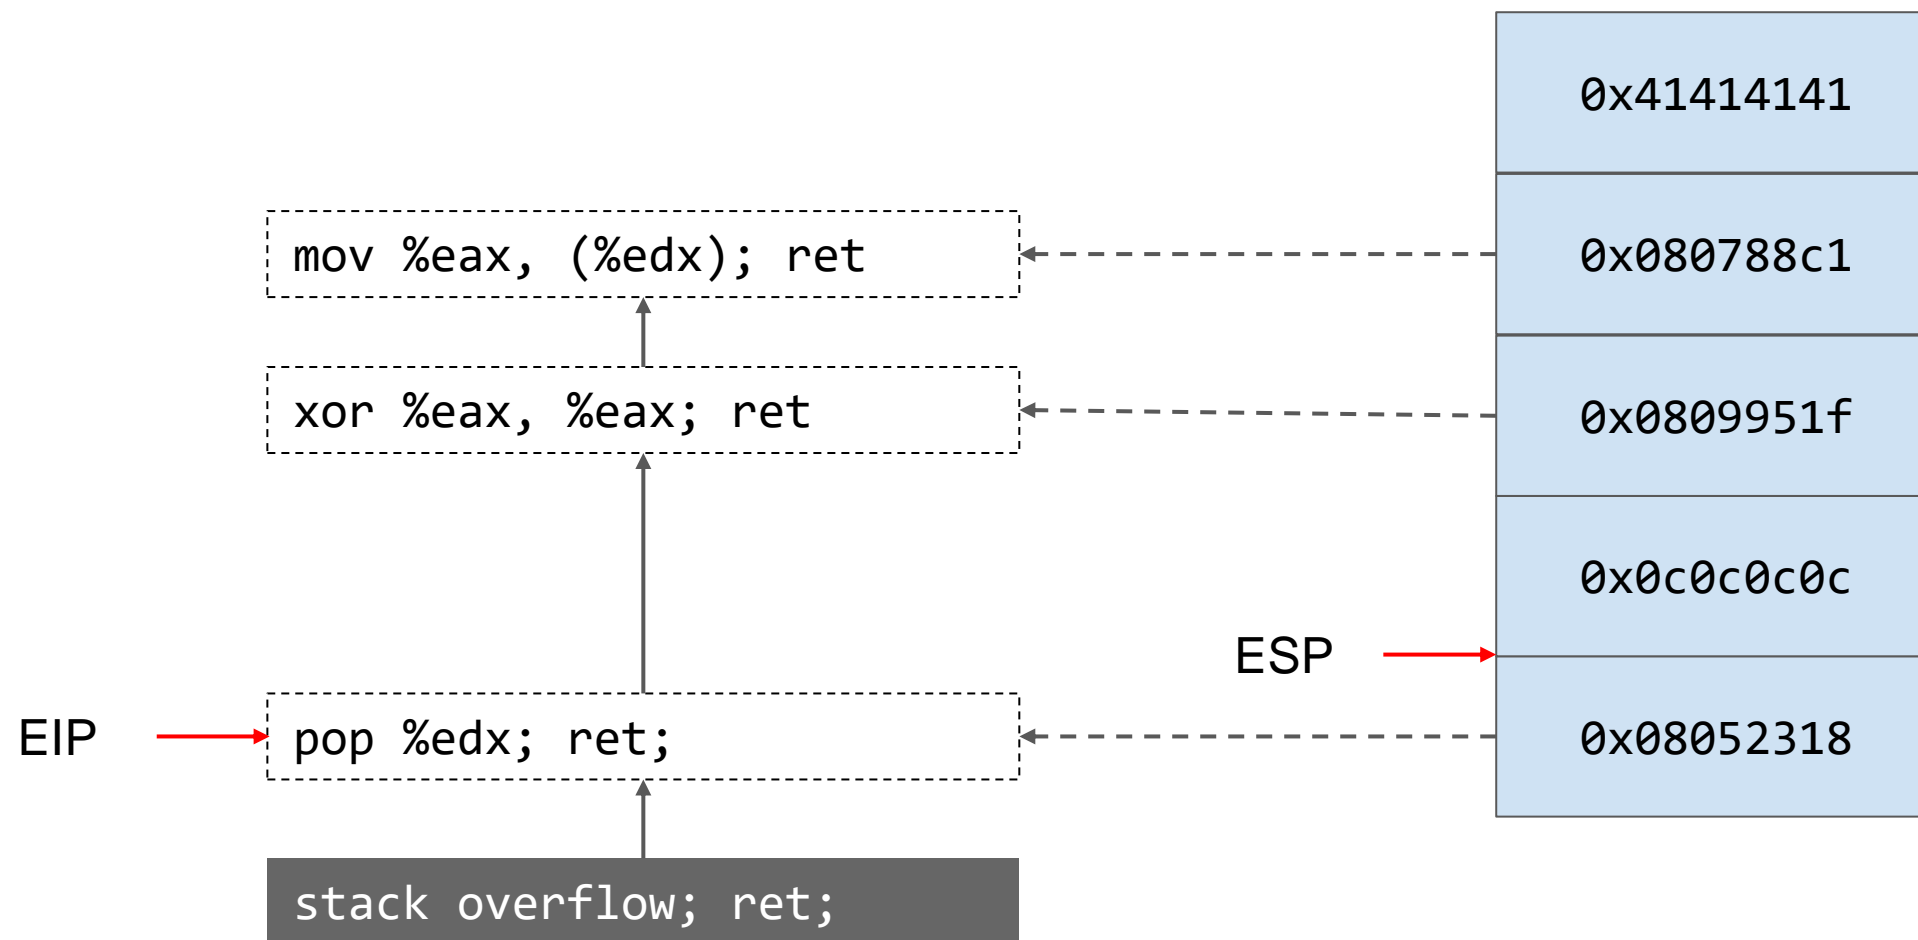 0x41414141
mov %eax, (%edx); ret
0x080788c1
xor %eax, %eax; ret
0x0809951f
0x0c0c0c0c
ESP
EIP
pop %edx; ret;
0x08052318
stack overflow; ret;